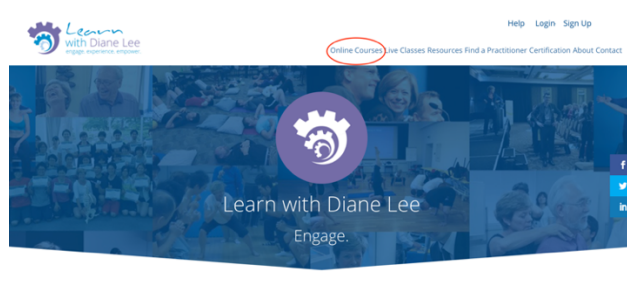 Learn
with Diane Lee
engage. experience. empower.
Help Login Sign Up
Online Courses Live Classes Resources Find a Practitioner Certification About Contact
Learn with Diane Lee
Engage.
f
in